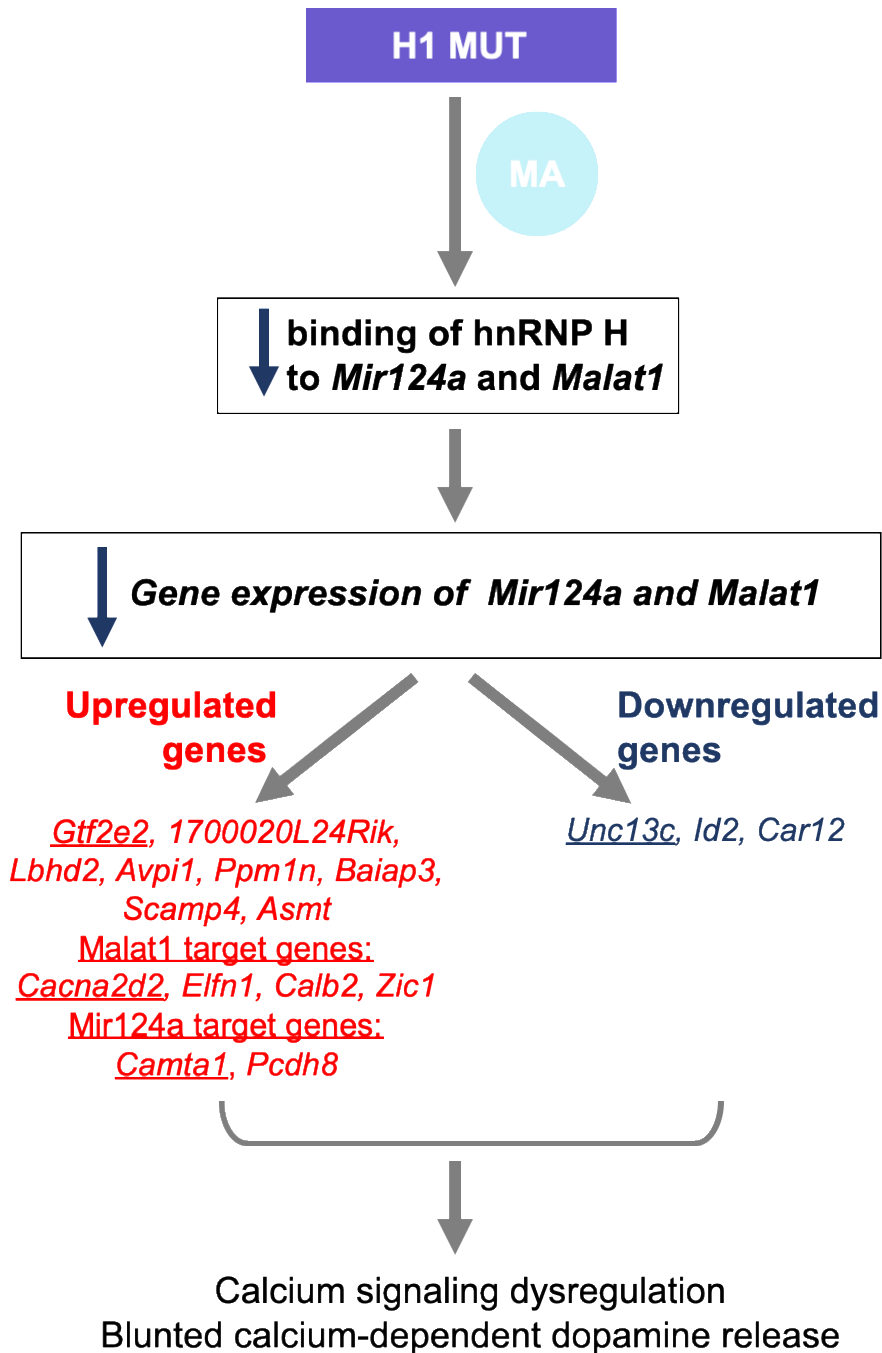 H1 MUT
MA
binding of hnRNP H
to Mir124a and Malat1
Gene expression of Mir124a and Malat1
Upregulated
genes
Downregulated
genes
Gtf2e2, 1700020L24Rik,
Lbhd2, Avpi1, Ppm1n, Baiap3,
Scamp4, Asmt
Malat1 target genes:
Cacna2d2, Elfn1, Calb2, Zic1
Mir124a target genes:
Camta1, Pcdh8
Unc13c, Id2, Car12
Calcium signaling dysregulation
Blunted calcium-dependent dopamine release